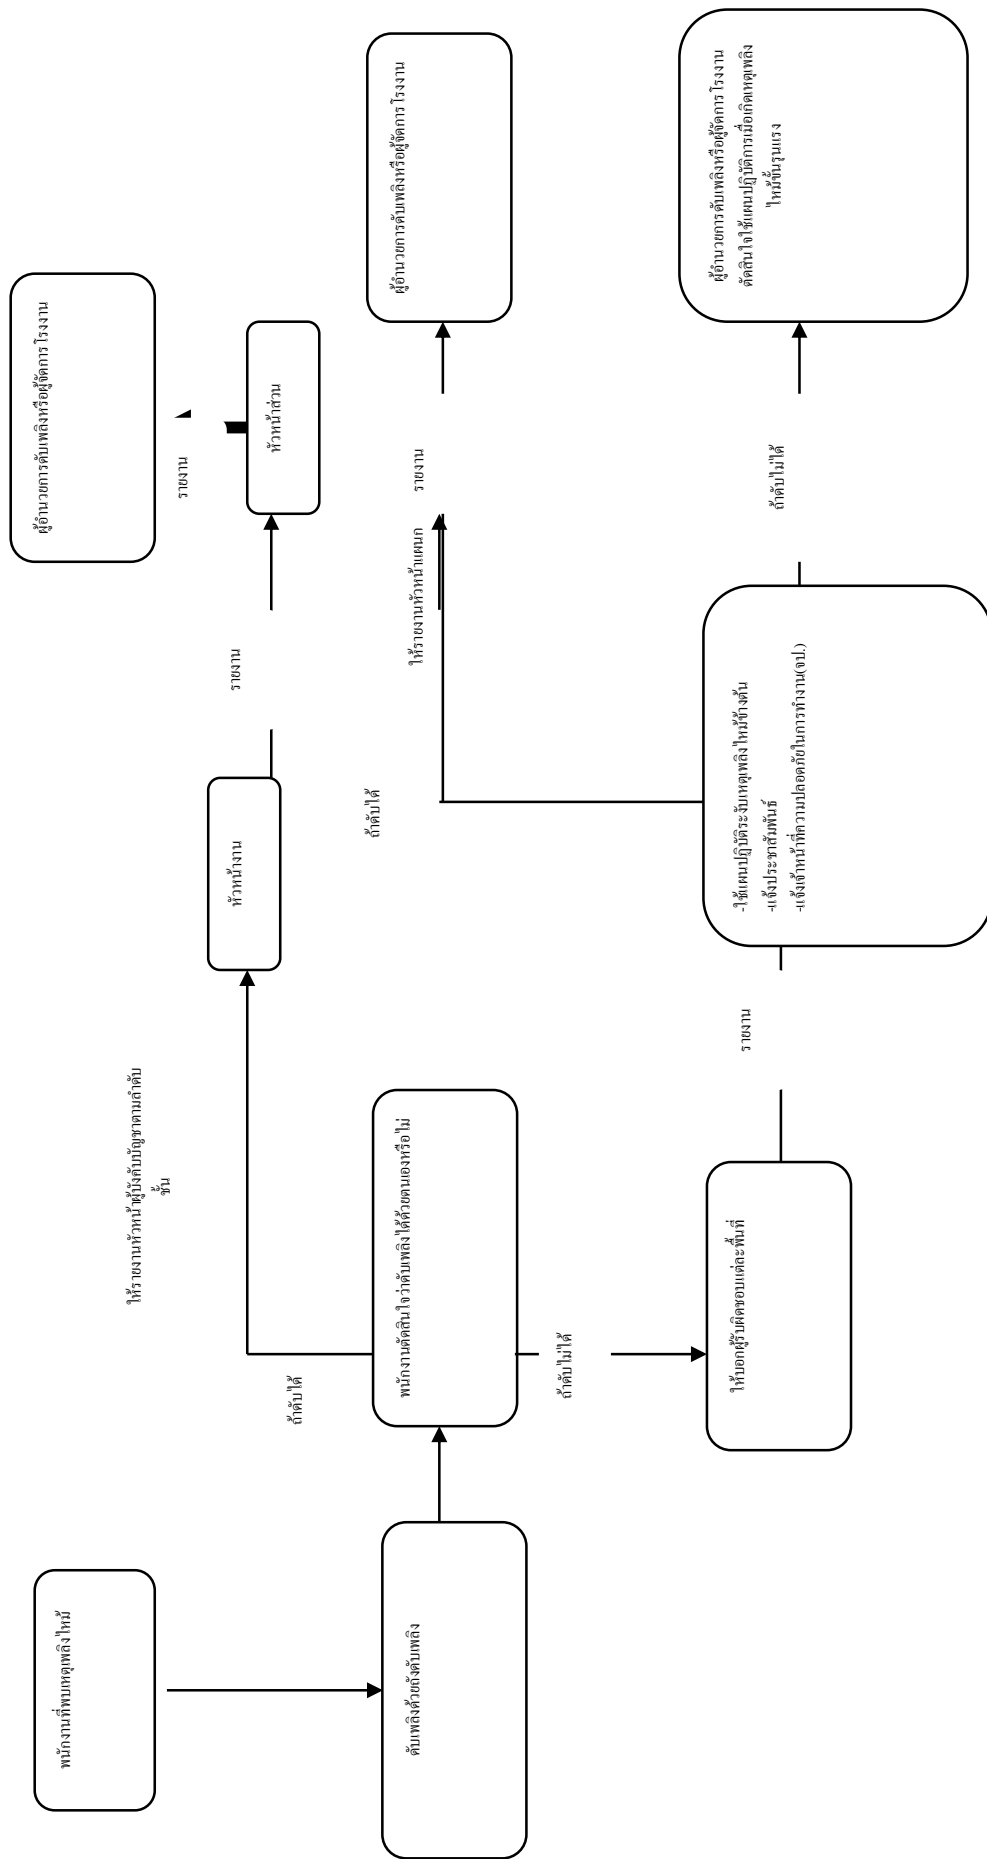 พนักงานที่พบเหตุเพลิงไหม้
ดับเพลิงด้วยถังดับเพลิง
พนักงานตัดสินใจว่าดับเพลิงได้ด้วยตนเองหรือไม่
ถ้าดับได้
ให้รายงานหัวหน้าผู้บังคับบัญชาตามลำดับ
ชั้น
หัวหน้างาน
รายงาน
หัวหน้าส่วน
รายงาน
ผู้อำนวยการดับเพลิงหรือผู้จัดการโรงงาน
ถ้าดับไม่ได้
ให้บอกผู้รับผิดชอบแต่ละพื้นที่
รายงาน
-ใช้แผนปฏิบัติระงับเหตุเพลิงไหม้ข้างต้น
-แจ้งประชาสัมพันธ์
-แจ้งเจ้าหน้าที่ความปลอดภัยในการทำงาน(จป.)
ถ้าดับได้
ให้รายงานหัวหน้าแผนก
รายงาน
ผู้อำนวยการดับเพลิงหรือผู้จัดการโรงงาน
ถ้าดับไม่ได้
ผู้อำนวยการดับเพลิงหรือผู้จัดการโรงงาน
ตัดสินใจใช้แผนปฏิบัติการเมื่อเกิดเหตุเพลิง
ไหม้ขั้นรุนแรง